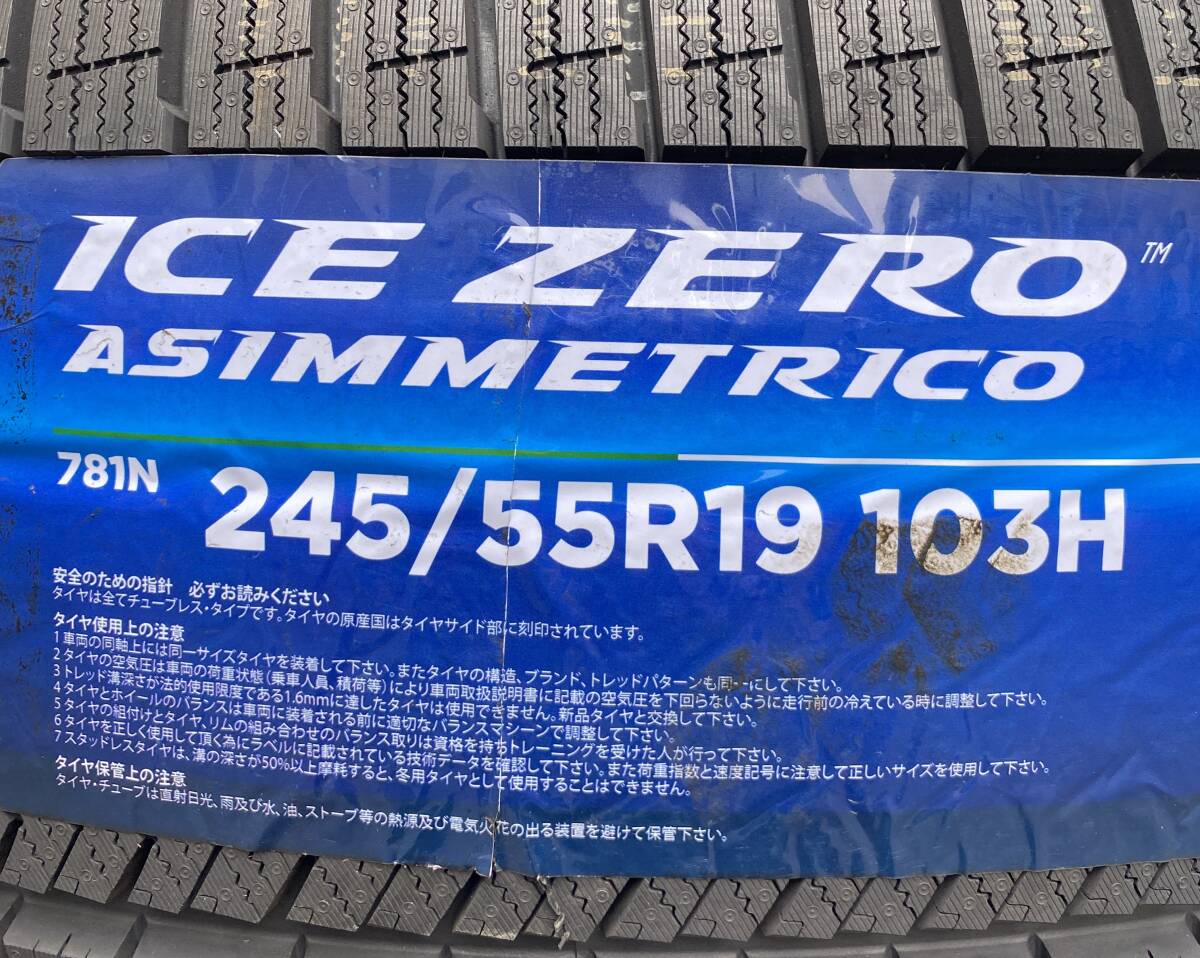 ICE ZERO™
ASIMMETRICO
781N 245/55R19 103H
安全のための指針 必ずお読みください
タイヤは全てチューブレス・タイプです。タイヤの原産国はタイヤサイド部に刻印されています。
タイヤ使用上の注意
1 車両の同軸上には同一サイズタイヤを装着して下さい。またタイヤの構造、ブランド、トレッドパターンも同一にして下さい。
2 タイヤの空気圧は車両の荷重状態(乗車人員、積荷等)により車両取扱説明書に記載の空気圧を下回らないように走行前の冷えている時に調整して下さい。
3 トレッド溝深さが法的使用限度である1.6mmに達したタイヤは使用できません。新品タイヤと交換して下さい。
4 タイヤとホイールのバランスは車両に装着される前に適切なバランスマシーンで調整して下さい。
5 タイヤの組付けとタイヤ、リムの組み合わせのバランス取りは資格を持ちトレーニングを受けた人が行って下さい。
6 タイヤを正しく使用して頂く為にラベルに記載されている技術データを確認して下さい。また荷重指数と速度記号に注意して正しいサイズを使用して下さい。
7 スタッドレスタイヤは、溝の深さが50%以上摩耗すると、冬用タイヤとして使用することはできません。
タイヤ保管上の注意
タイヤ・チューブは直射日光、雨及び水、油、ストーブ等の熱源及び電気火花の出る装置を避けて保管下さい。